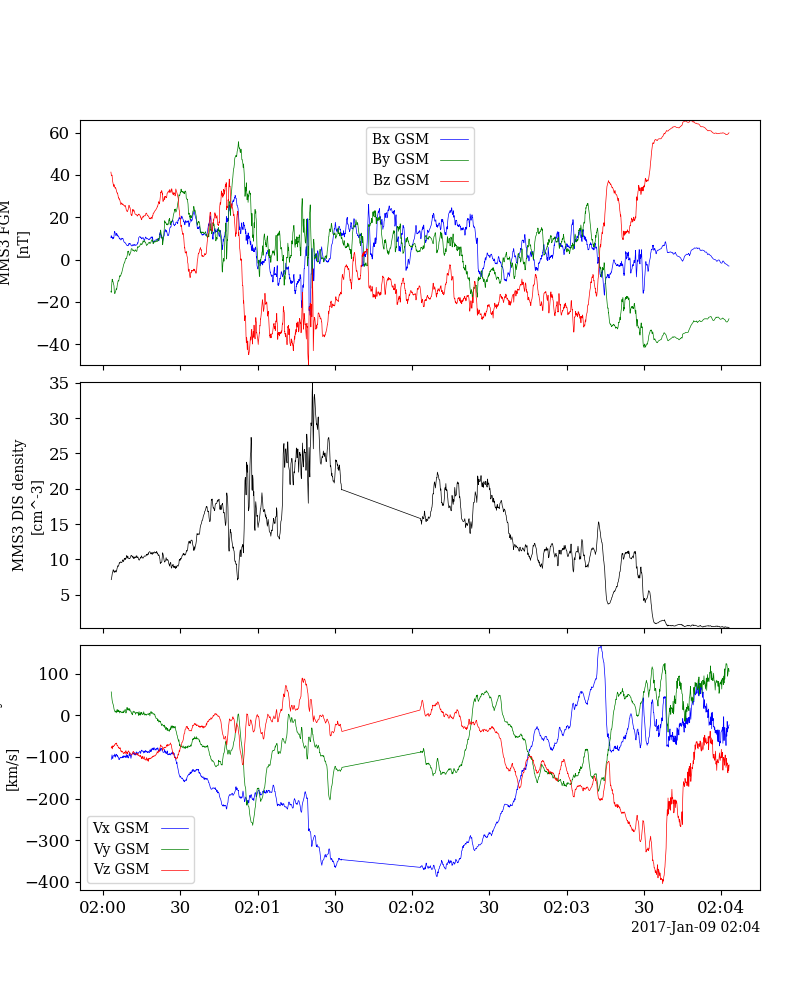 60
40
20
0
−20
−40
MMS3 FGM
[nT]
Bx GSM
By GSM
Bz GSM
35
30
25
20
15
10
5
MMS3 DIS density
[cm^-3]
100
0
−100
−200
−300
−400
[km/s]
Vx GSM
Vy GSM
Vz GSM
02:00 30 02:01 30 02:02 30 02:03 30 02:04
2017-Jan-09 02:04